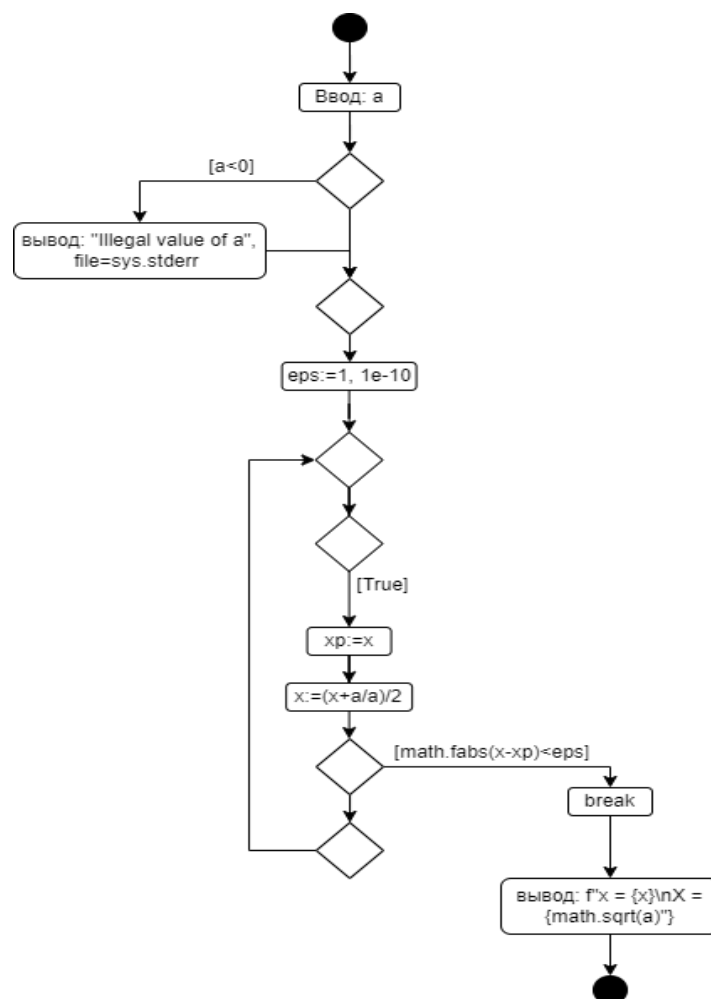 Ввод: a
[a<0]
вывод: "Illegal value of a",
file=sys.stderr
eps:=1, 1e-10
[True]
xp:=x
x:=(x+a/a)/2
[math.fabs(x-xp)<eps]
break
вывод: f"x = {x}\nX =
{math.sqrt(a)"}